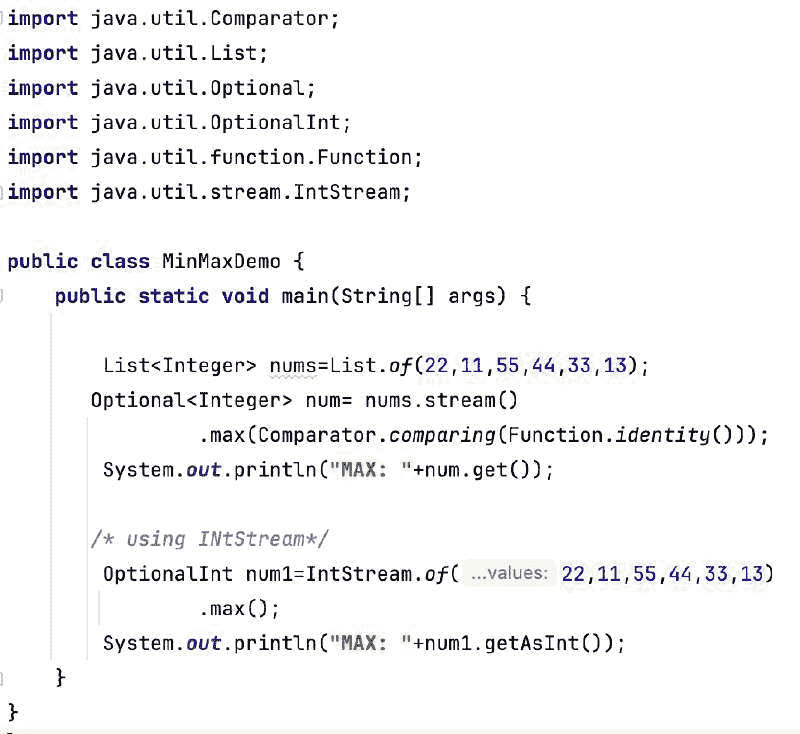 import java.util.Comparator;
import java.util.List;
import java.util.Optional;
import java.util.OptionalInt;
import java.util.function.Function;
import java.util.stream.IntStream;
public class MinMaxDemo {
public static void main(String[] args) {
List<Integer> nums=List.of(22,11,55,44,33,13);
Optional<Integer> num= nums.stream()
.max(Comparator.comparing(Function.identity()));
System.out.println("MAX: "+num.get());
/* using INtStream*/
OptionalInt num1=IntStream.of( ...values: 22,11,55,44,33,13)
.max();
System.out.println("MAX: "+num1.getAsInt());
}
}